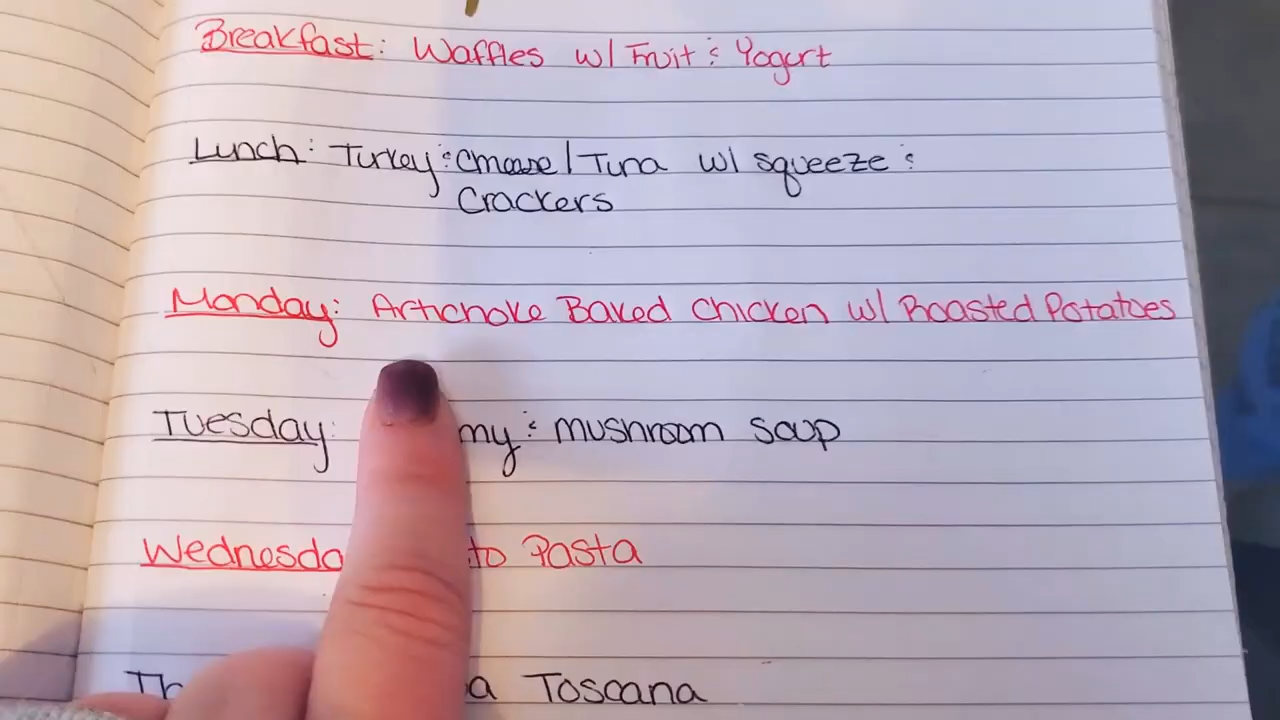 Breakfast: Waffles w/ Fruit & Yogurt
Lunch: Turkey & Cheese / Tuna w/ squeeze &
Crackers
Monday: Artichoke Baked Chicken w/ Roasted Potatoes
Tuesday: my & mushroom soup
Wednesda to Pasta
Th a Toscana